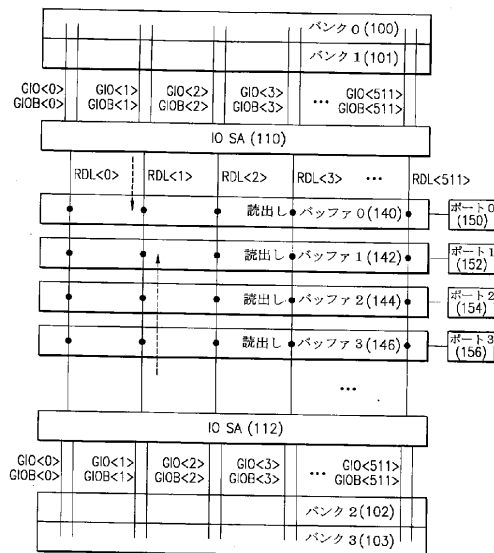 バンク0(100)
バンク1(101)
GIO<0> GIO<1> GIO<2> GIO<3> GIO<511>
GIOB<0> GIOB<1> GIOB<2> GIOB<3> ... GIOB<511>
IO SA(110)
RDL<0> RDL<1> RDL<2> RDL<3> ... RDL<511>
読出し バッファ0(140) ポート0
(150)
読出し バッファ1(142) ポート1
(152)
読出し バッファ2(144) ポート2
(154)
読出し バッファ3(146) ポート3
(156)
...
IO SA(112)
GIO<0> GIO<1> GIO<2> GIO<3> ... GIO<511>
GIOB<0> GIOB<1> GIOB<2> GIOB<3> GIOB<511>
バンク2(102)
バンク3(103)